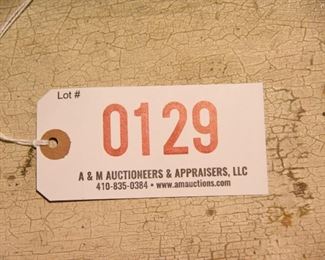 Lot #
0129
A & M AUCTIONEERS & APPRAISERS, LLC
410-835-0384 • www.amauctions.com